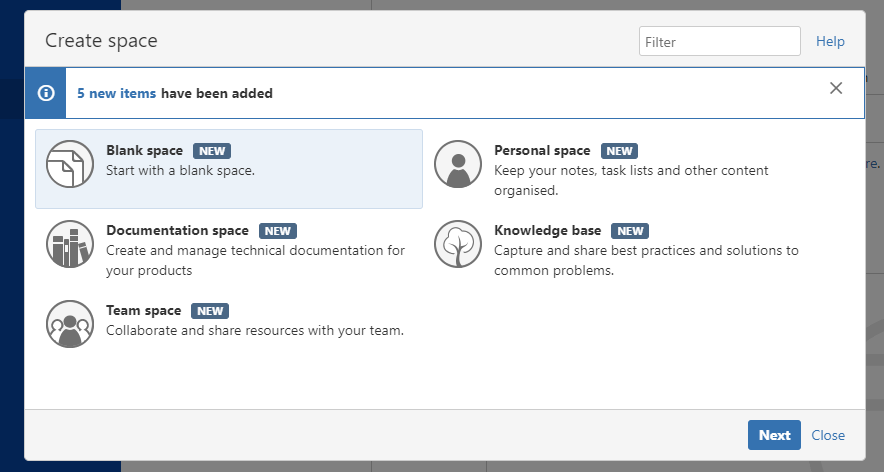 Create space
Filter
Help
5 new items have been added
Blank space NEW
Start with a blank space.
Personal space NEW
Keep your notes, task lists and other content
organised.
Documentation space NEW
Create and manage technical documentation for
your products
Knowledge base NEW
Capture and share best practices and solutions to
common problems.
Team space NEW
Collaborate and share resources with your team.
Next
Close
re.